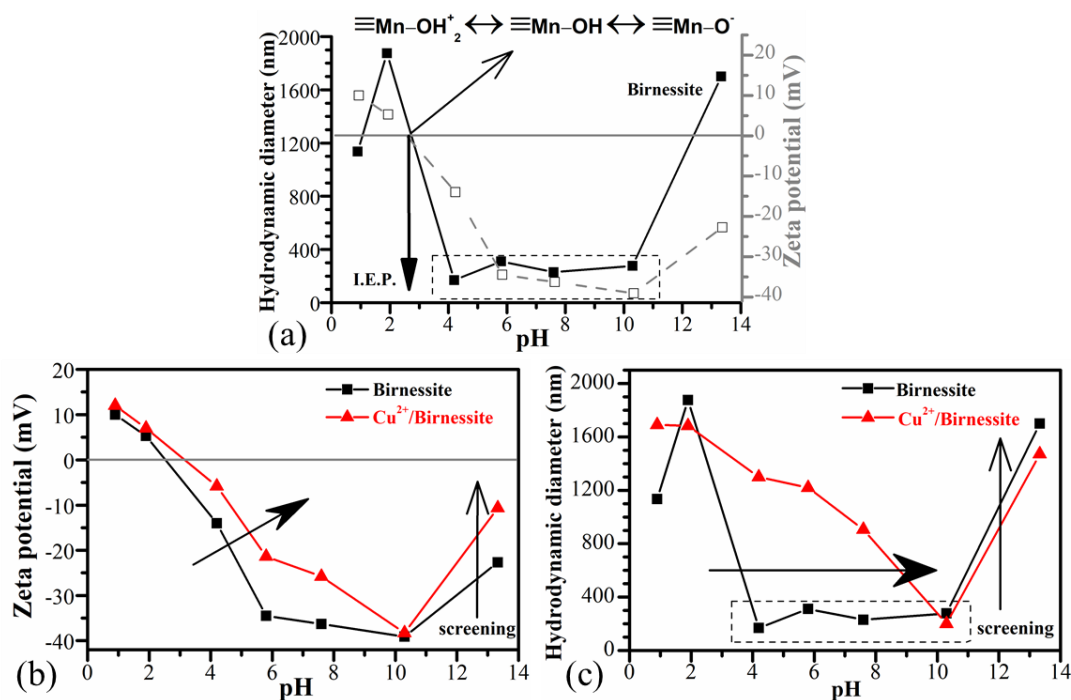 ≡Mn–OH₂⁺ ↔ ≡Mn–OH ↔ ≡Mn–O⁻
Hydrodynamic diameter (nm)
2000
1600
1200
800
400
0
Birnessite
I.E.P.
20
10
0
-10
-20
-30
-40
Zeta potential (mV)
0 2 4 6 8 10 12 14
pH
(a)
Zeta potential (mV)
20
10
0
-10
-20
-30
-40
Birnessite
Cu²⁺/Birnessite
screening
0 2 4 6 8 10 12 14
pH
(b)
Hydrodynamic diameter (nm)
2000
1600
1200
800
400
0
Birnessite
Cu²⁺/Birnessite
screening
0 2 4 6 8 10 12 14
pH
(c)